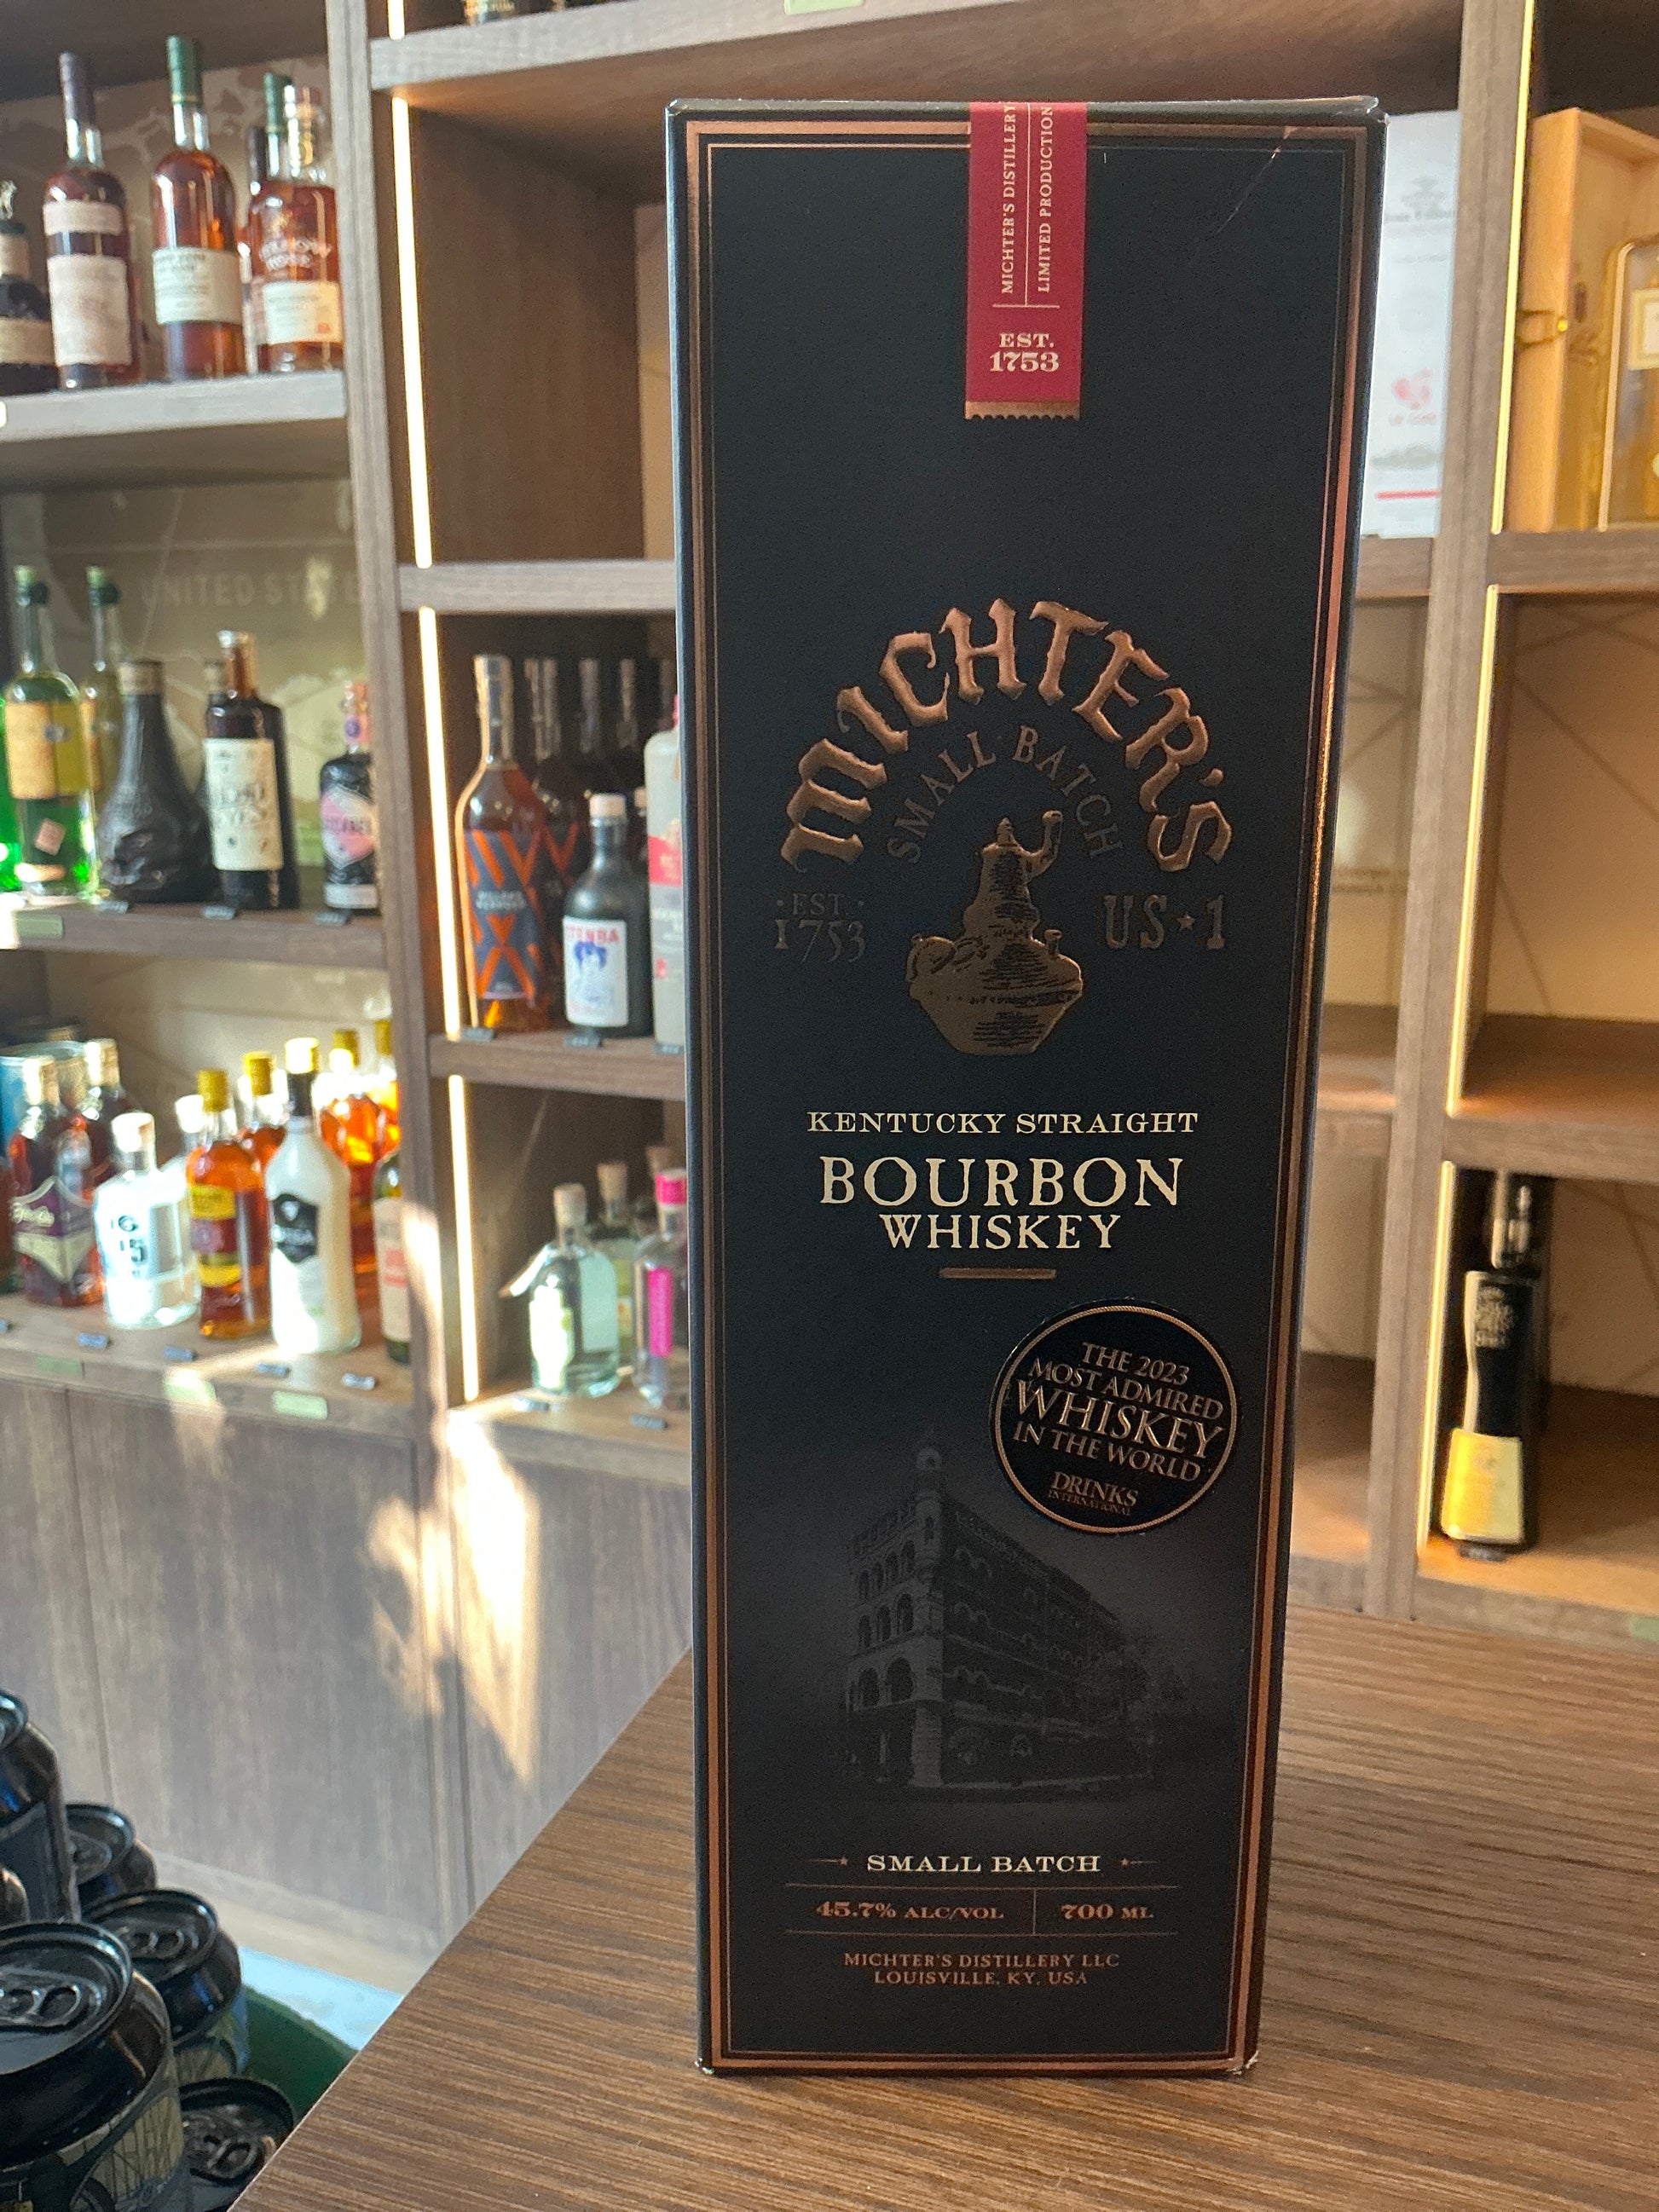 MICHTER'S DISTILLERY
LIMITED PRODUCTION
EST.
1753
MICHTER'S
SMALL BATCH
·EST.·
1753
US★1
KENTUCKY STRAIGHT
BOURBON
WHISKEY
THE 2023
MOST ADMIRED
WHISKEY
IN THE WORLD
DRINKS
INTERNATIONAL
SMALL BATCH
45.7% ALC/VOL
700 ML
MICHTER'S DISTILLERY LLC
LOUISVILLE, KY, USA
UNITED STATE